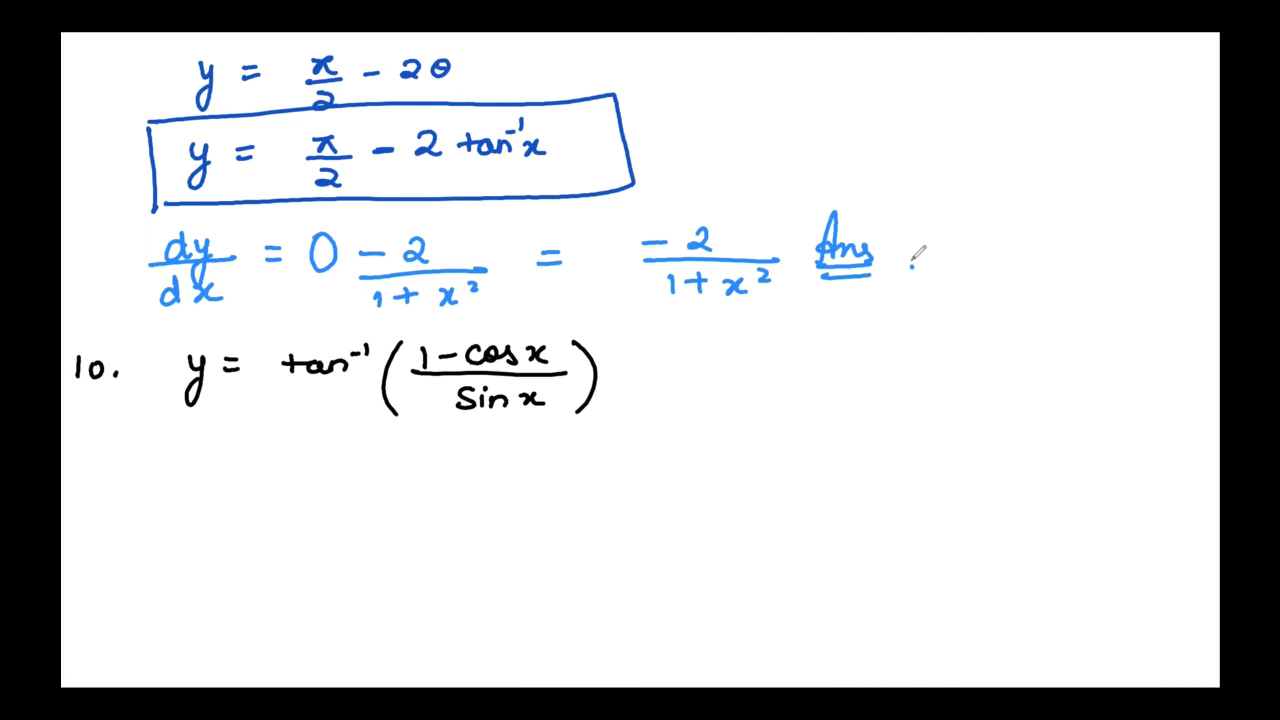 y = π/2 - 2θ
y = π/2 - 2 tan⁻¹x
dy/dx = 0 - 2/(1 + x²) = -2/(1 + x²) Ans .
10. y = tan⁻¹ ( (1 - cos x)/(Sin x) )